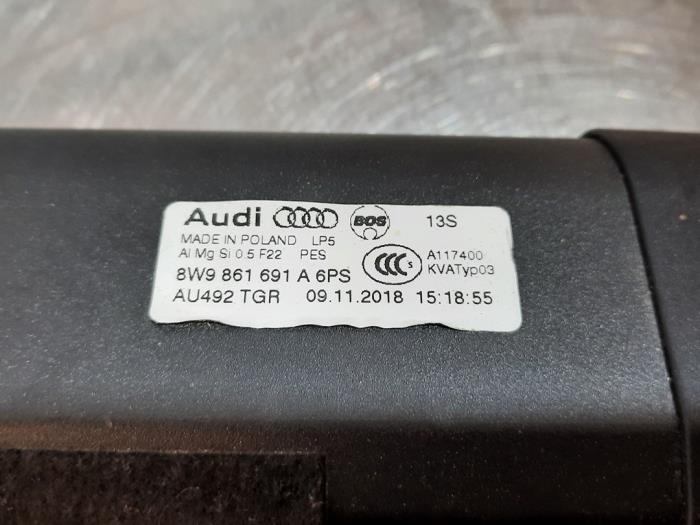 Audi BOS 13S
MADE IN POLAND LP5
Al Mg Si 0.5 F22 PES
CCC S A117400
KVATyp03
8W9 861 691 A 6PS
AU492 TGR 09.11.2018 15:18:55